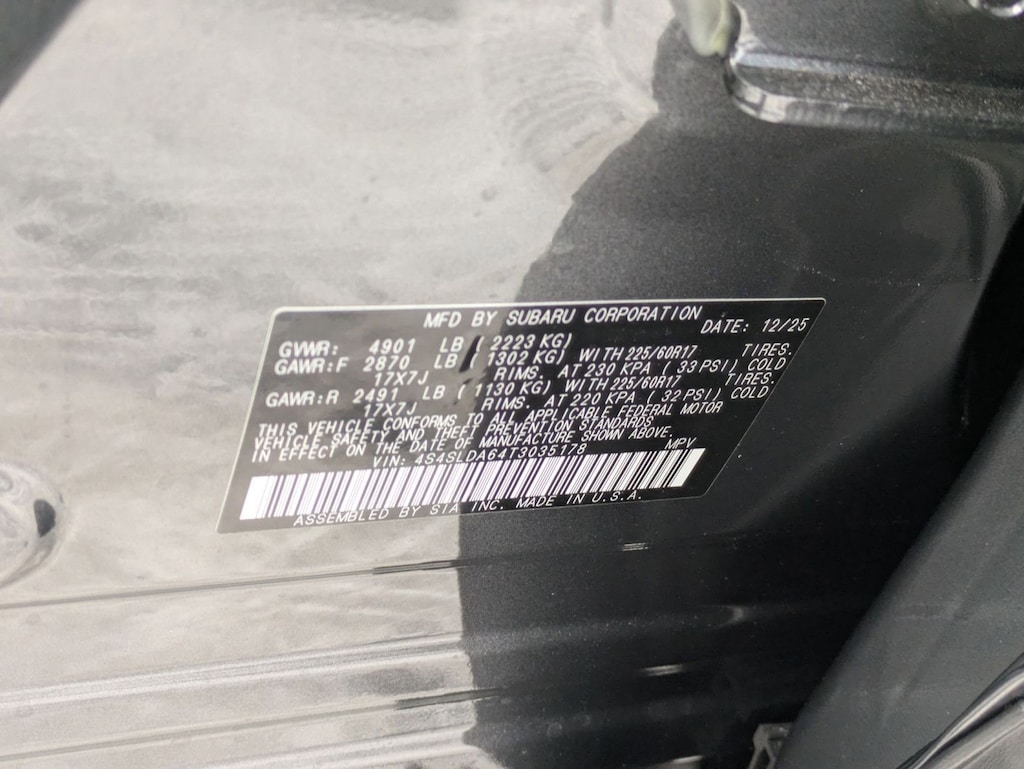 MFD BY SUBARU CORPORATION
DATE: 12/25
GVWR: 4901 LB ( 2223 KG)
GAWR:F 2870 LB ( 1302 KG) WITH 225/60R17 TIRES.
17X7J RIMS. AT 230 KPA ( 33 PSI) COLD
GAWR:R 2491 LB ( 1130 KG) WITH 225/60R17 TIRES.
17X7J RIMS. AT 220 KPA ( 32 PSI) COLD
THIS VEHICLE CONFORMS TO ALL APPLICABLE FEDERAL MOTOR
VEHICLE SAFETY AND THEFT PREVENTION STANDARDS
IN EFFECT ON THE DATE OF MANUFACTURE SHOWN ABOVE.
VIN: 4S4SLDA64T3035178 MPV
ASSEMBLED BY SIA INC. MADE IN U.S.A.